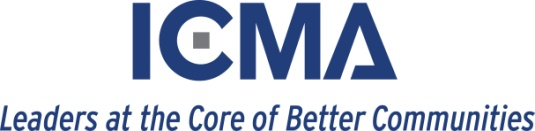 ICMA
Leaders at the Core of Better Communities